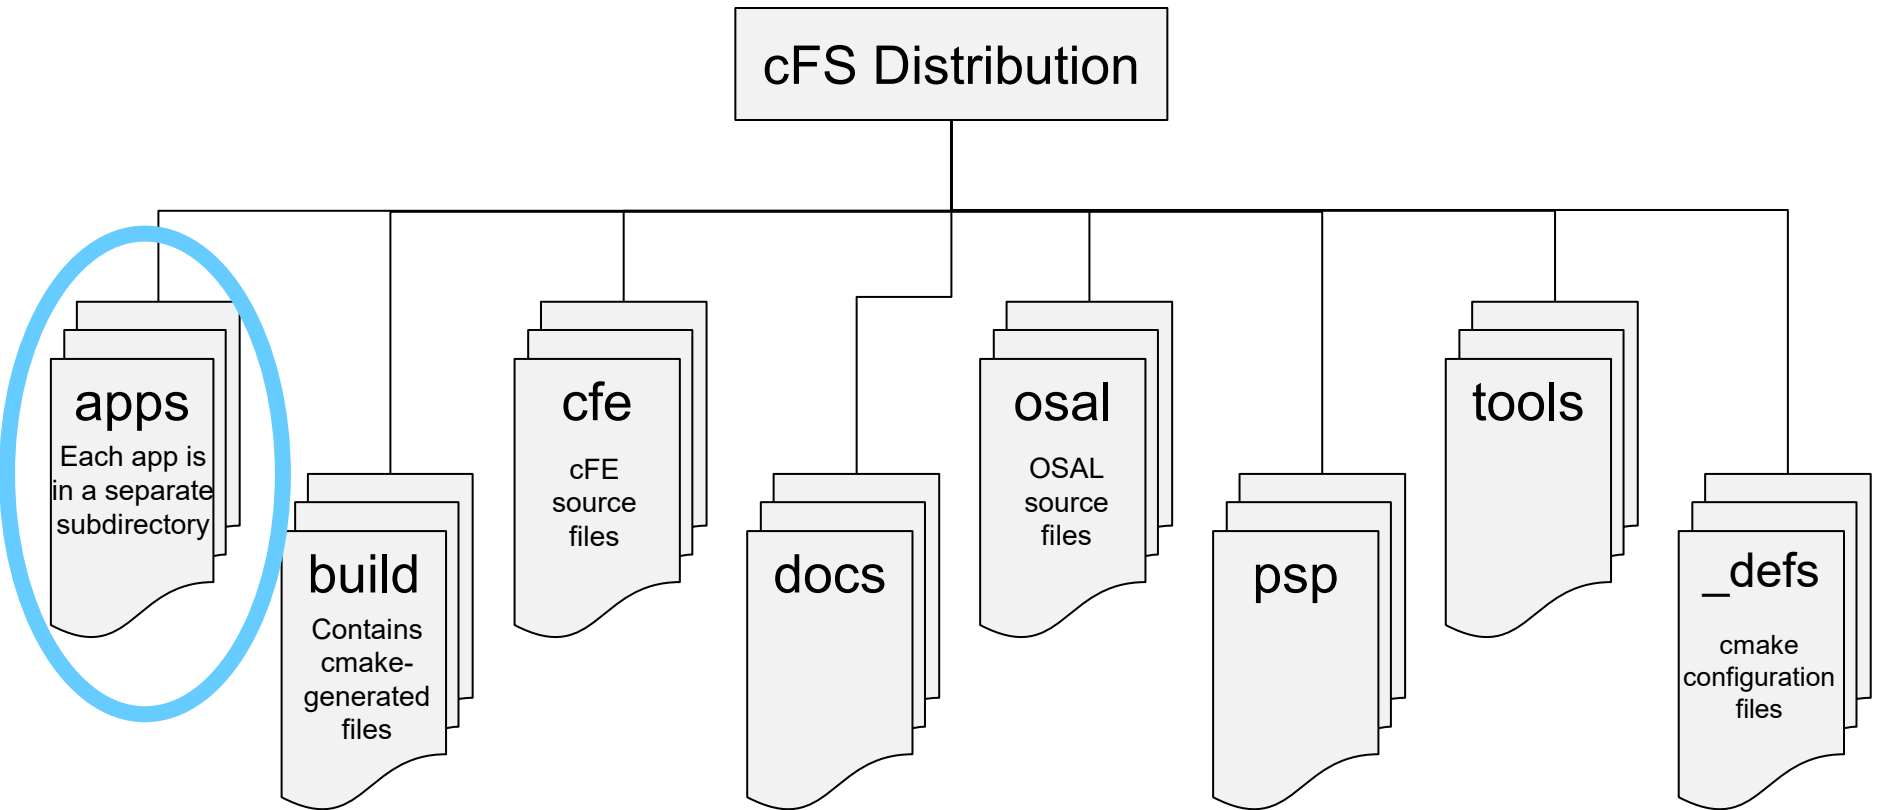 cFS Distribution
apps
Each app is
in a separate
subdirectory
build
Contains
cmake-
generated
files
cfe
cFE
source
files
docs
osal
OSAL
source
files
psp
tools
_defs
cmake
configuration
files